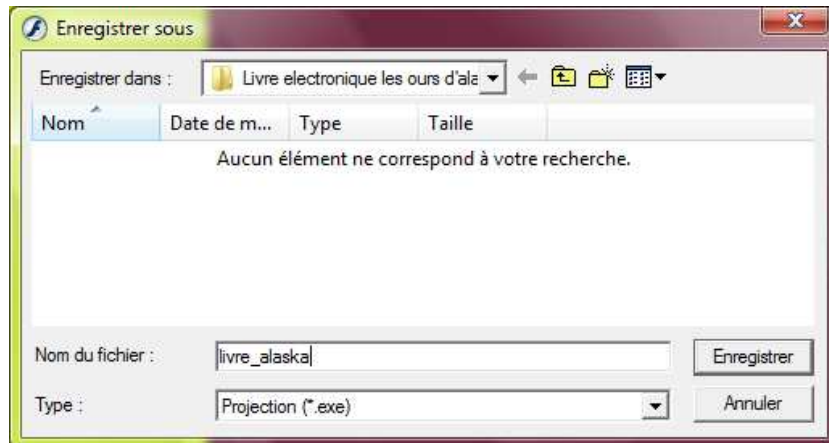 Enregistrer sous
Enregistrer dans : Livre electronique les ours d'ala
Nom Date de m... Type Taille
Aucun élément ne correspond à votre recherche.
Nom du fichier : livre_alaska Enregistrer
Type : Projection (*.exe) Annuler